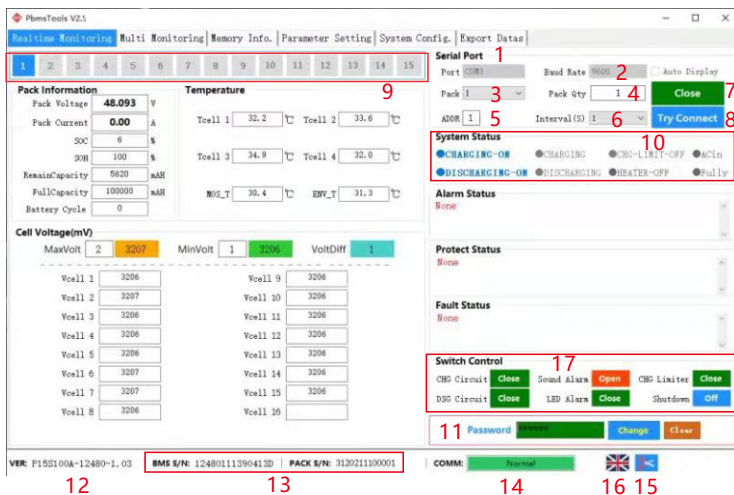 PbmsTools V2.5
Realtime Monitoring Multi Monitoring Memory Info. Parameter Setting System Config. Export Datas
1 2 3 4 5 6 7 8 9 10 11 12 13 14 15
9
Pack Information
Pack Voltage 48.093 V
Pack Current 0.00 A
SOC 6 %
SOH 100 %
RemainCapacity 5620 mAH
FullCapacity 100000 mAH
Battery Cycle 0
Temperature
Tcell 1 32.2 ℃ Tcell 2 33.6 ℃
Tcell 3 34.9 ℃ Tcell 4 32.0 ℃
MOS_T 30.4 ℃ ENV_T 31.3 ℃
Cell Voltage(mV)
MaxVolt 2 3207 MinVolt 1 3206 VoltDiff 1
Vcell 1 3206 Vcell 9 3206
Vcell 2 3207 Vcell 10 3206
Vcell 3 3206 Vcell 11 3206
Vcell 4 3206 Vcell 12 3206
Vcell 5 3206 Vcell 13 3206
Vcell 6 3207 Vcell 14 3206
Vcell 7 3207 Vcell 15 3206
Vcell 8 3206 Vcell 16
Serial Port 1
Port COM3 Baud Rate 9600 2 Auto Display
Pack 1 3 Pack Qty 1 4 Close 7
ADDR 1 5 Interval(S) 1 6 Try Connect 8
System Status 10
CHARGING-ON CHARGING CHG-LIMIT-OFF ACin
DISCHARGING-ON DISCHARGING HEATER-OFF Fully
Alarm Status
None
Protect Status
None
Fault Status
None
Switch Control 17
CHG Circuit Close Sound Alarm Open CHG Limiter Close
DSG Circuit Close LED Alarm Close Shutdown Off
11 Password ****** Change Clear
VER: P15S100A-12480-1.03 BMS S/N: 12480111390413D PACK S/N: 3120211100001 COMM: Normal
12 13 14 16 15